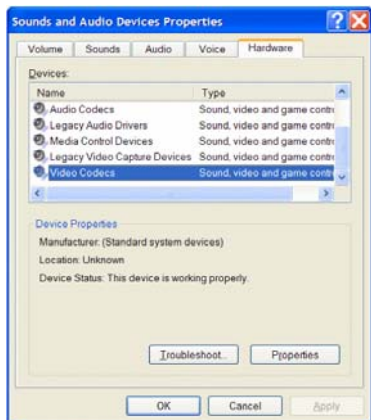 Sounds and Audio Devices Properties
Volume Sounds Audio Voice Hardware
Devices:
Name Type
Audio Codecs Sound, video and game contr
Legacy Audio Drivers Sound, video and game contr
Media Control Devices Sound, video and game contr
Legacy Video Capture Devices Sound, video and game contr
Video Codecs Sound, video and game contr
Device Properties
Manufacturer: (Standard system devices)
Location: Unknown
Device Status: This device is working properly.
Troubleshoot... Properties
OK Cancel Apply